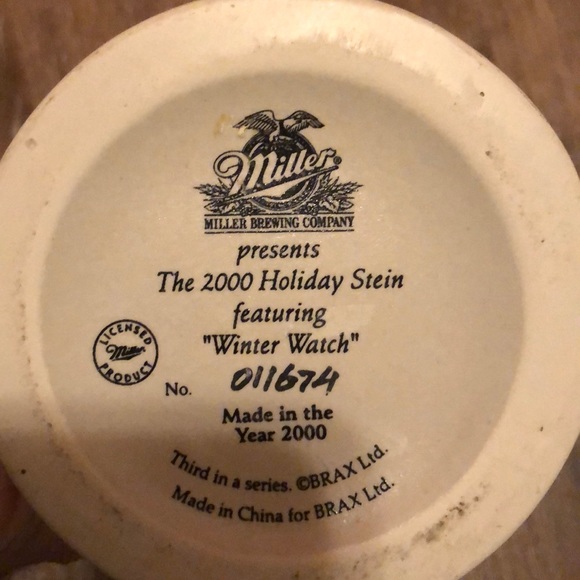 Miller®
MILLER BREWING COMPANY
presents
The 2000 Holiday Stein
featuring
"Winter Watch"
LICENSED
Miller
PRODUCT
No. 011674
Made in the
Year 2000
Third in a series. ©BRAX Ltd.
Made in China for BRAX Ltd.